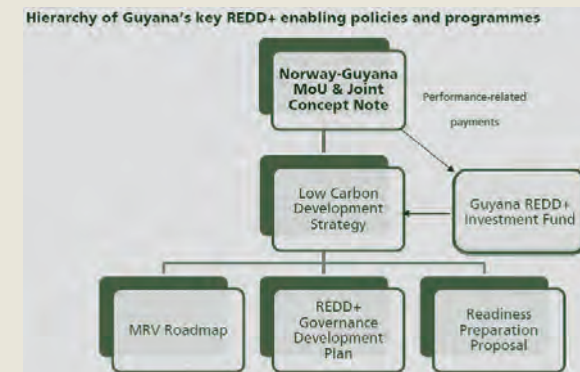 Hierarchy of Guyana's key REDD+ enabling policies and programmes
Norway-Guyana
MoU & Joint
Concept Note
Performance-related
payments
Low Carbon
Development
Strategy
Guyana REDD+
Investment Fund
MRV Roadmap
REDD+
Governance
Development
Plan
Readiness
Preparation
Proposal